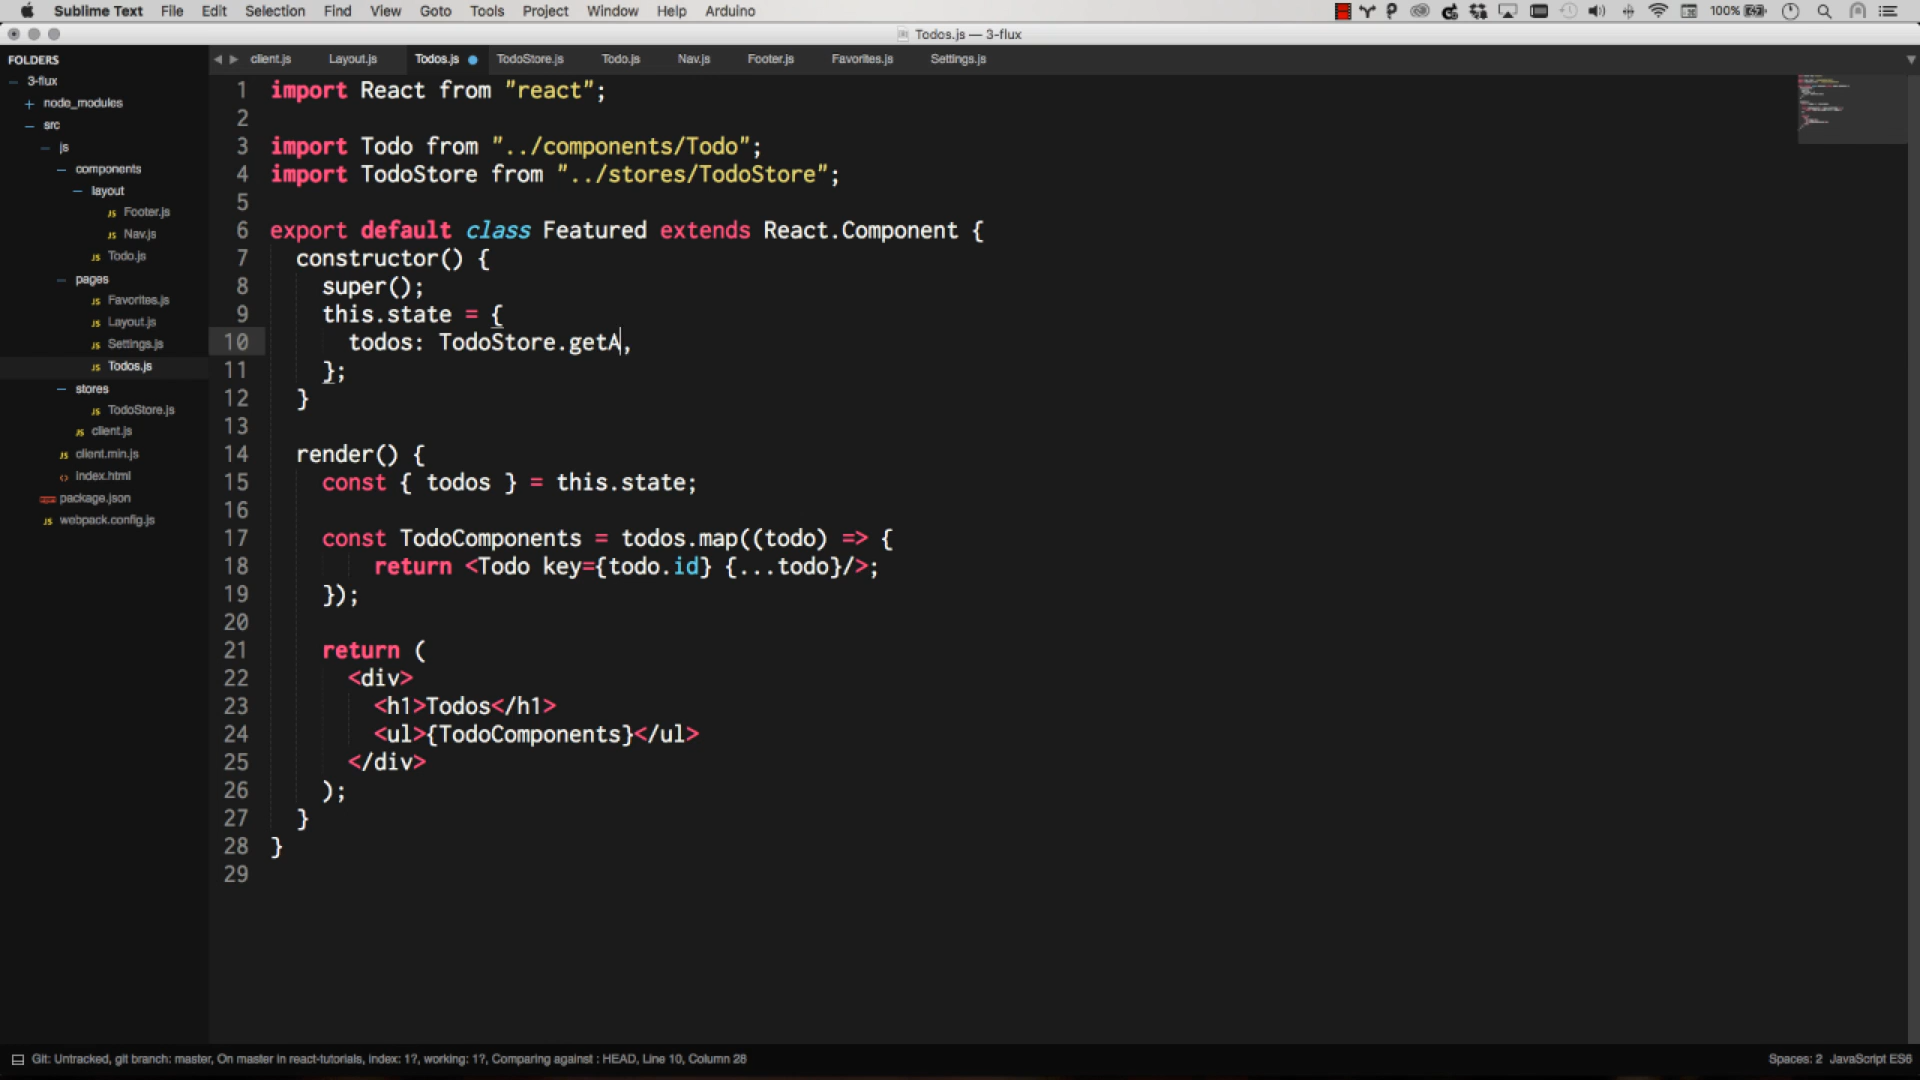 Sublime Text File Edit Selection Find View Goto Tools Project Window Help Arduino 100%
Todos.js — 3-flux
FOLDERS
3-flux
node_modules
src
js
components
layout
Footer.js
Nav.js
Todo.js
pages
Favorites.js
Layout.js
Settings.js
Todos.js
stores
TodoStore.js
client.js
client.min.js
index.html
package.json
webpack.config.js
client.js Layout.js Todos.js TodoStore.js Todo.js Nav.js Footer.js Favorites.js Settings.js
1 import React from "react";
2
3 import Todo from "../components/Todo";
4 import TodoStore from "../stores/TodoStore";
5
6 export default class Featured extends React.Component {
7 constructor() {
8 super();
9 this.state = {
10 todos: TodoStore.getA,
11 };
12 }
13
14 render() {
15 const { todos } = this.state;
16
17 const TodoComponents = todos.map((todo) => {
18 return <Todo key={todo.id} {...todo}/>;
19 });
20
21 return (
22 <div>
23 <h1>Todos</h1>
24 <ul>{TodoComponents}</ul>
25 </div>
26 );
27 }
28 }
29
Git: Untracked, git branch: master, On master in react-tutorials, index: 1?, working: 1?, Comparing against : HEAD, Line 10, Column 28
Spaces: 2 JavaScript ES6